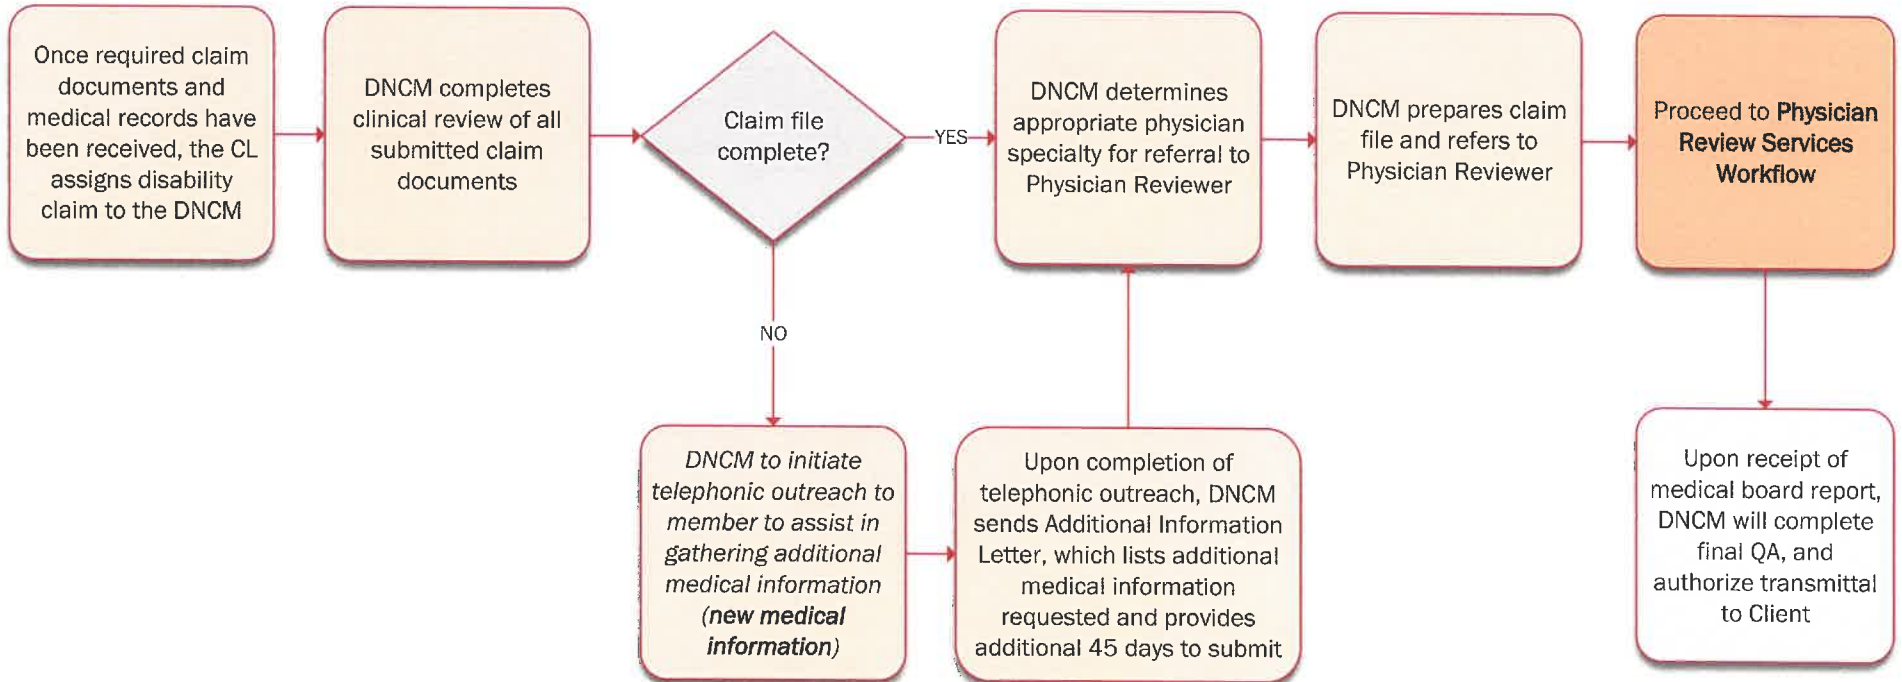 Once required claim
documents and
medical records have
been received, the CL
assigns disability
claim to the DNCM
DNCM completes
clinical review of all
submitted claim
documents
Claim file
complete?
YES
DNCM determines
appropriate physician
specialty for referral to
Physician Reviewer
DNCM prepares claim
file and refers to
Physician Reviewer
Proceed to Physician
Review Services
Workflow
NO
DNCM to initiate
telephonic outreach to
member to assist in
gathering additional
medical information
(new medical
information)
Upon completion of
telephonic outreach, DNCM
sends Additional Information
Letter, which lists additional
medical information
requested and provides
additional 45 days to submit
Upon receipt of
medical board report,
DNCM will complete
final QA, and
authorize transmittal
to Client